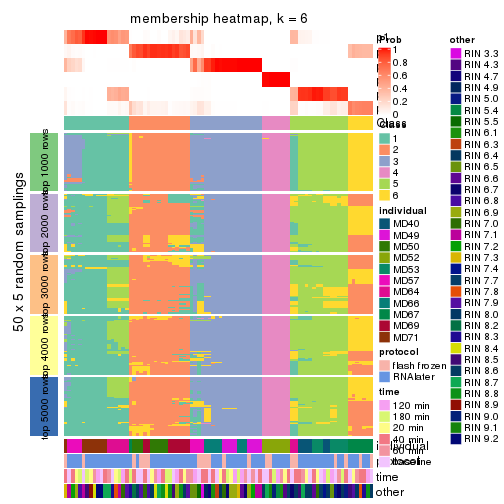 membership heatmap, k = 6
50 x 5 random samplings
top 1000 rows
top 2000 rows
top 3000 rows
top 4000 rows
top 5000 rows
p1
Prob
1
0.8
0.6
0.4
0.2
0
Class
1
2
3
4
5
6
Individual
MD40
MD49
MD50
MD52
MD53
MD57
MD64
MD66
MD67
MD69
MD71
protocol
flash frozen
RNAlater
time
120 min
180 min
20 min
40 min
60 min
baseline
individual
protocol
time
other
other
RIN 3.3
RIN 4.3
RIN 4.7
RIN 4.9
RIN 5.0
RIN 5.4
RIN 5.5
RIN 6.1
RIN 6.3
RIN 6.4
RIN 6.5
RIN 6.6
RIN 6.7
RIN 6.8
RIN 6.9
RIN 7.0
RIN 7.1
RIN 7.2
RIN 7.3
RIN 7.4
RIN 7.7
RIN 7.8
RIN 7.9
RIN 8.0
RIN 8.2
RIN 8.3
RIN 8.4
RIN 8.5
RIN 8.6
RIN 8.7
RIN 8.8
RIN 8.9
RIN 9.0
RIN 9.1
RIN 9.2